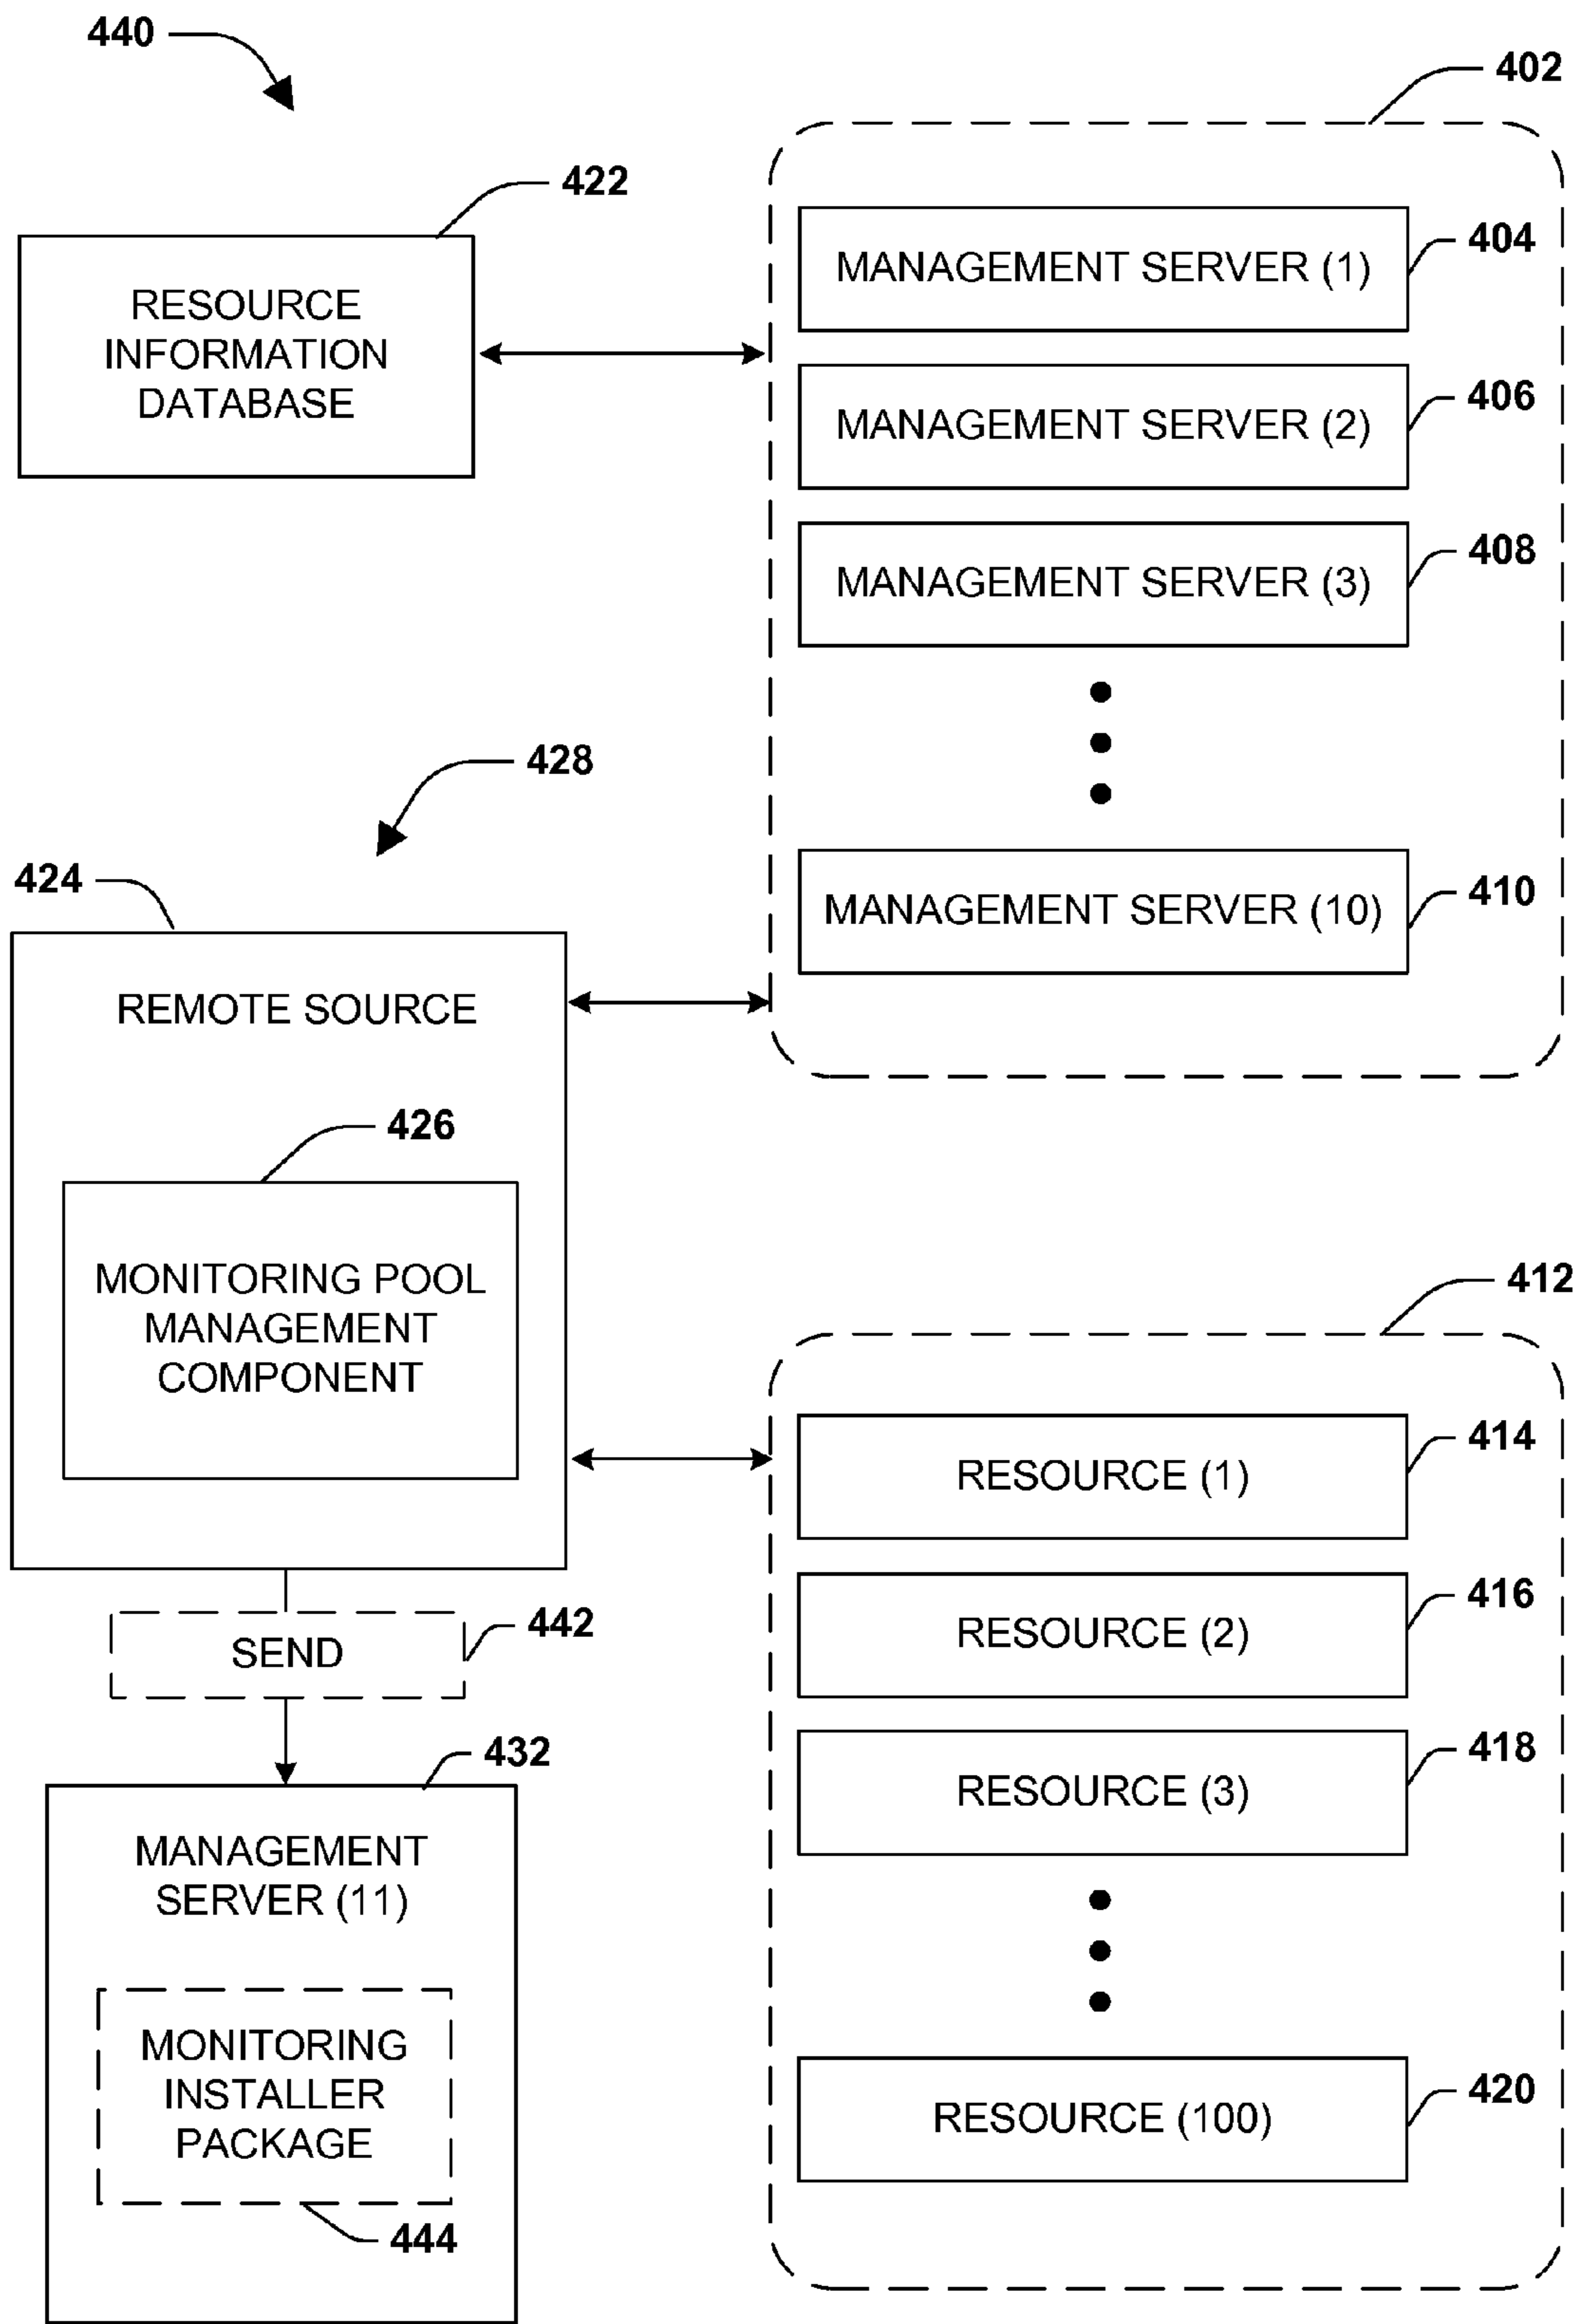 440
402
422
RESOURCE
INFORMATION
DATABASE
MANAGEMENT SERVER (1)
404
MANAGEMENT SERVER (2)
406
MANAGEMENT SERVER (3)
408
MANAGEMENT SERVER (10)
410
428
424
REMOTE SOURCE
426
MONITORING POOL
MANAGEMENT
COMPONENT
412
RESOURCE (1)
414
RESOURCE (2)
416
RESOURCE (3)
418
RESOURCE (100)
420
SEND
442
432
MANAGEMENT
SERVER (11)
MONITORING
INSTALLER
PACKAGE
444